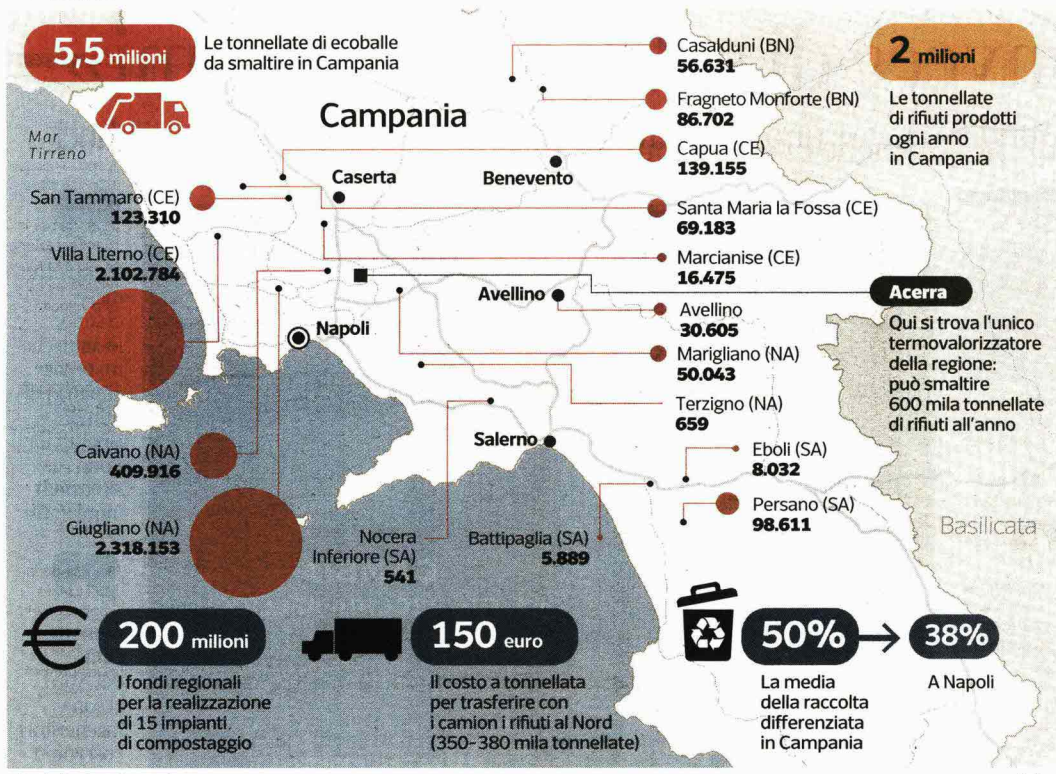 5,5 milioni
Le tonnellate di ecoballe
da smaltire in Campania
2 milioni
Le tonnellate
di rifiuti prodotti
ogni anno
in Campania
Campania
Mar
Tirreno
Caserta
Benevento
Avellino
Napoli
Salerno
Basilicata
Casalduni (BN)
56.631
Fragneto Monforte (BN)
86.702
Capua (CE)
139.155
Santa Maria la Fossa (CE)
69.183
Marcianise (CE)
16.475
Avellino
30.605
Marigliano (NA)
50.043
Terzigno (NA)
659
Eboli (SA)
8.032
Persano (SA)
98.611
San Tammaro (CE)
123.310
Villa Literno (CE)
2.102.784
Caivano (NA)
409.916
Giugliano (NA)
2.318.153
Nocera
Inferiore (SA)
541
Battipaglia (SA)
5.889
Acerra
Qui si trova l'unico
termovalorizzatore
della regione:
può smaltire
600 mila tonnellate
di rifiuti all'anno
200 milioni
I fondi regionali
per la realizzazione
di 15 impianti
di compostaggio
150 euro
Il costo a tonnellata
per trasferire con
i camion i rifiuti al Nord
(350-380 mila tonnellate)
50%
La media
della raccolta
differenziata
in Campania
38%
A Napoli